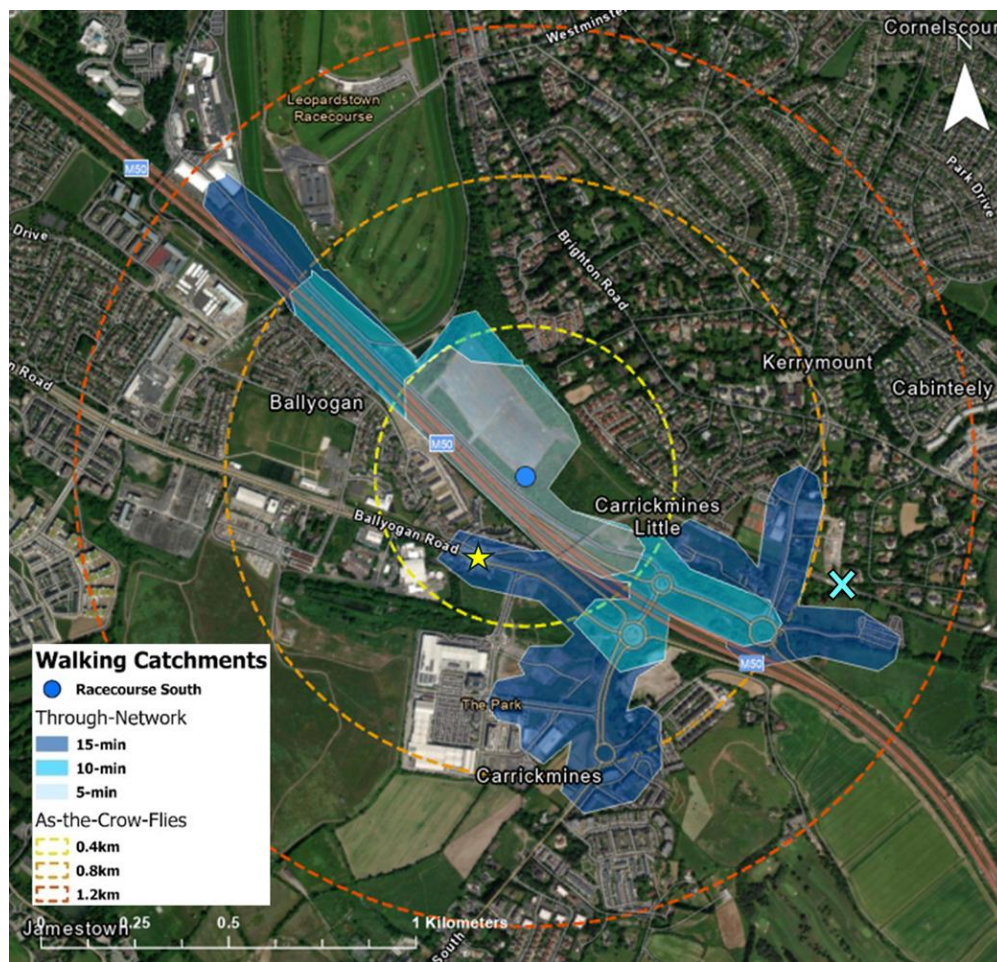 Westminster
Cornelscour
N
Leopardstown
Racecourse
M50
Park Drive
Drive
Brighton Road
Kerrymount
Cabinteely
n Road
Ballyogan
M50
Carrickmines
Little
Ballyogan Road
M50
The Park
Carrickmines
Walking Catchments
Racecourse South
Through-Network
15-min
10-min
5-min
As-the-Crow-Flies
0.4km
0.8km
1.2km
0 0.25 0.5 1 Kilometers
Jamestown
South